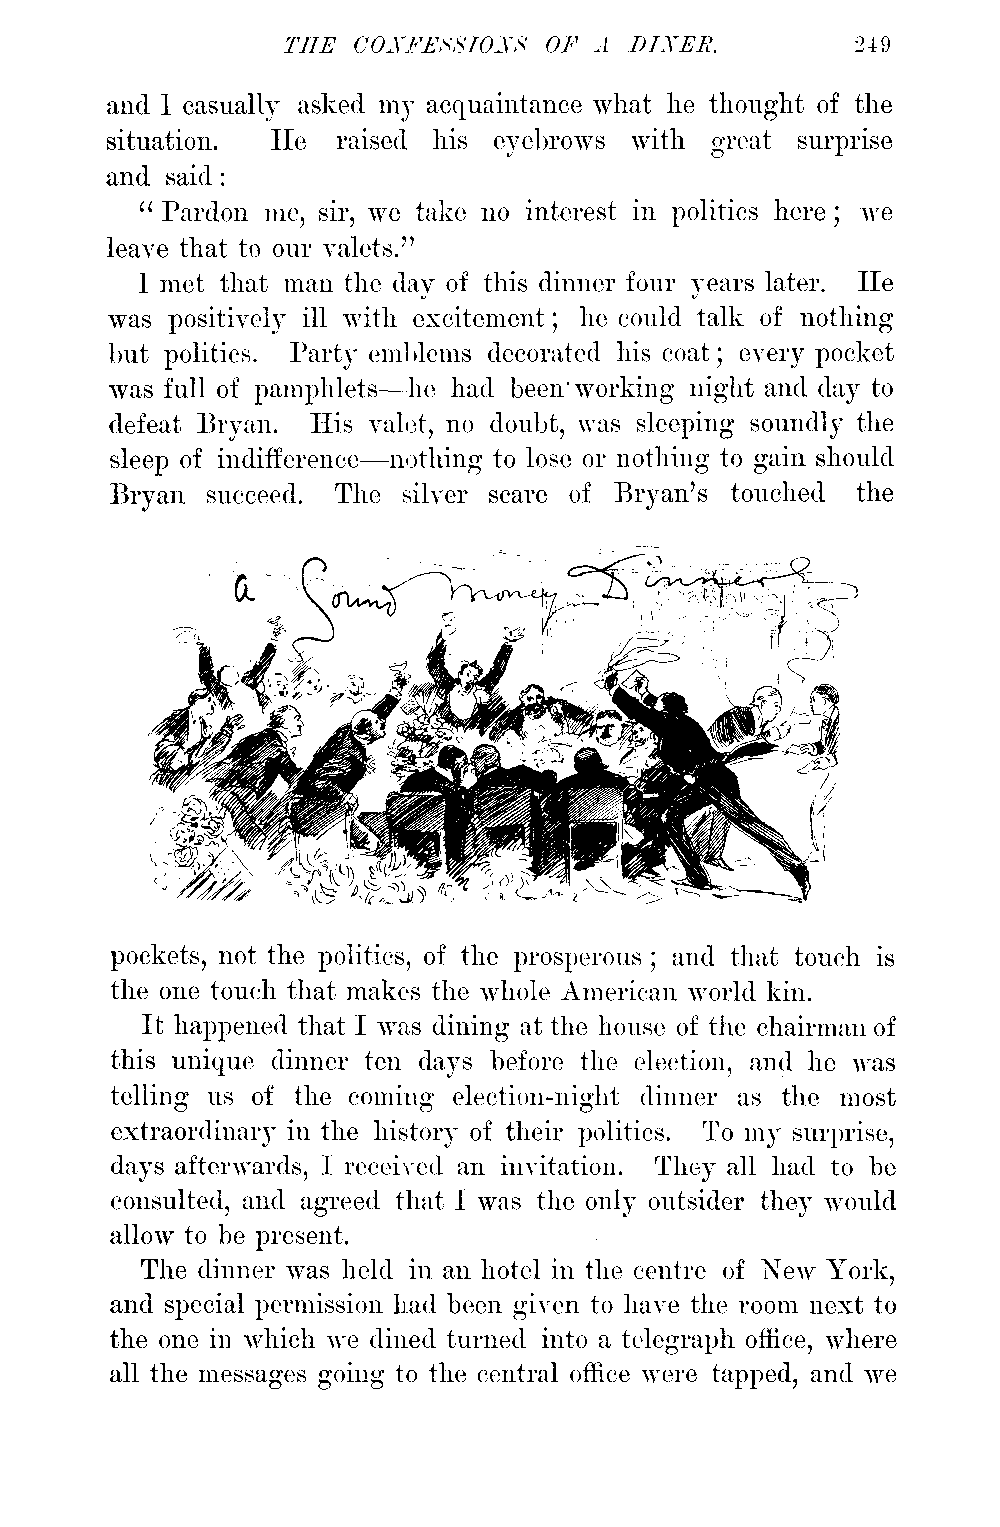 THE CONFESSIONS OF A DINER. 249
and I casually asked my acquaintance what he thought of the
situation. He raised his eyebrows with great surprise
and said:
“Pardon me, sir, we take no interest in politics here; we
leave that to our valets.”
I met that man the day of this dinner four years later. He
was positively ill with excitement; he could talk of nothing
but politics. Party emblems decorated his coat; every pocket
was full of pamphlets—he had been working night and day to
defeat Bryan. His valet, no doubt, was sleeping soundly the
sleep of indifference—nothing to lose or nothing to gain should
Bryan succeed. The silver scare of Bryan’s touched the
a Sound Money Dinner
pockets, not the politics, of the prosperous; and that touch is
the one touch that makes the whole American world kin.
It happened that I was dining at the house of the chairman of
this unique dinner ten days before the election, and he was
telling us of the coming election-night dinner as the most
extraordinary in the history of their politics. To my surprise,
days afterwards, I received an invitation. They all had to be
consulted, and agreed that I was the only outsider they would
allow to be present.
The dinner was held in an hotel in the centre of New York,
and special permission had been given to have the room next to
the one in which we dined turned into a telegraph office, where
all the messages going to the central office were tapped, and we